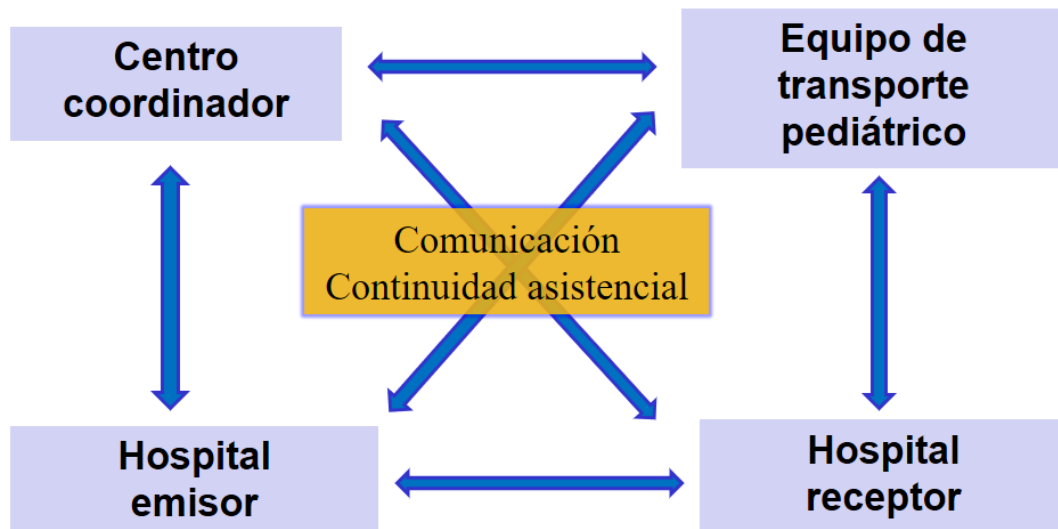 Centro
coordinador
Equipo de
transporte
pediátrico
Comunicación
Continuidad asistencial
Hospital
emisor
Hospital
receptor